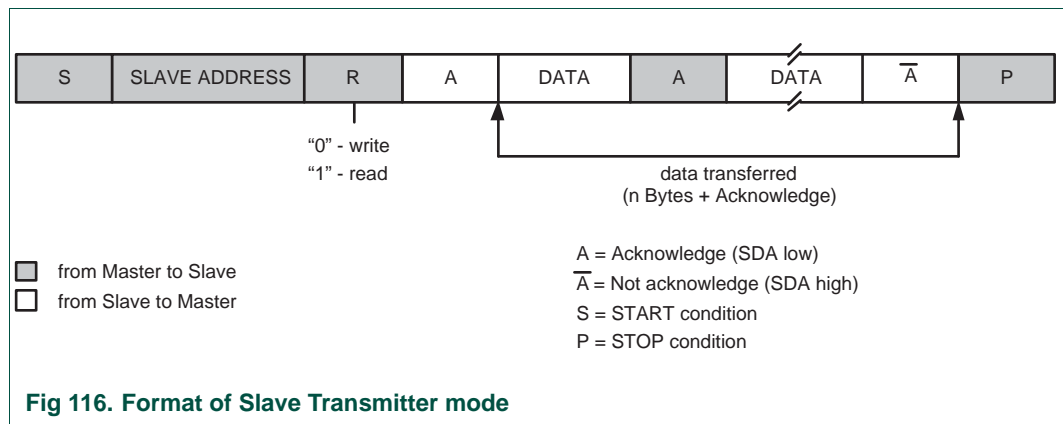 S SLAVE ADDRESS R A DATA A DATA A̅ P
“0” - write
“1” - read
data transferred
(n Bytes + Acknowledge)
A = Acknowledge (SDA low)
A̅ = Not acknowledge (SDA high)
S = START condition
P = STOP condition
from Master to Slave
from Slave to Master
Fig 116. Format of Slave Transmitter mode